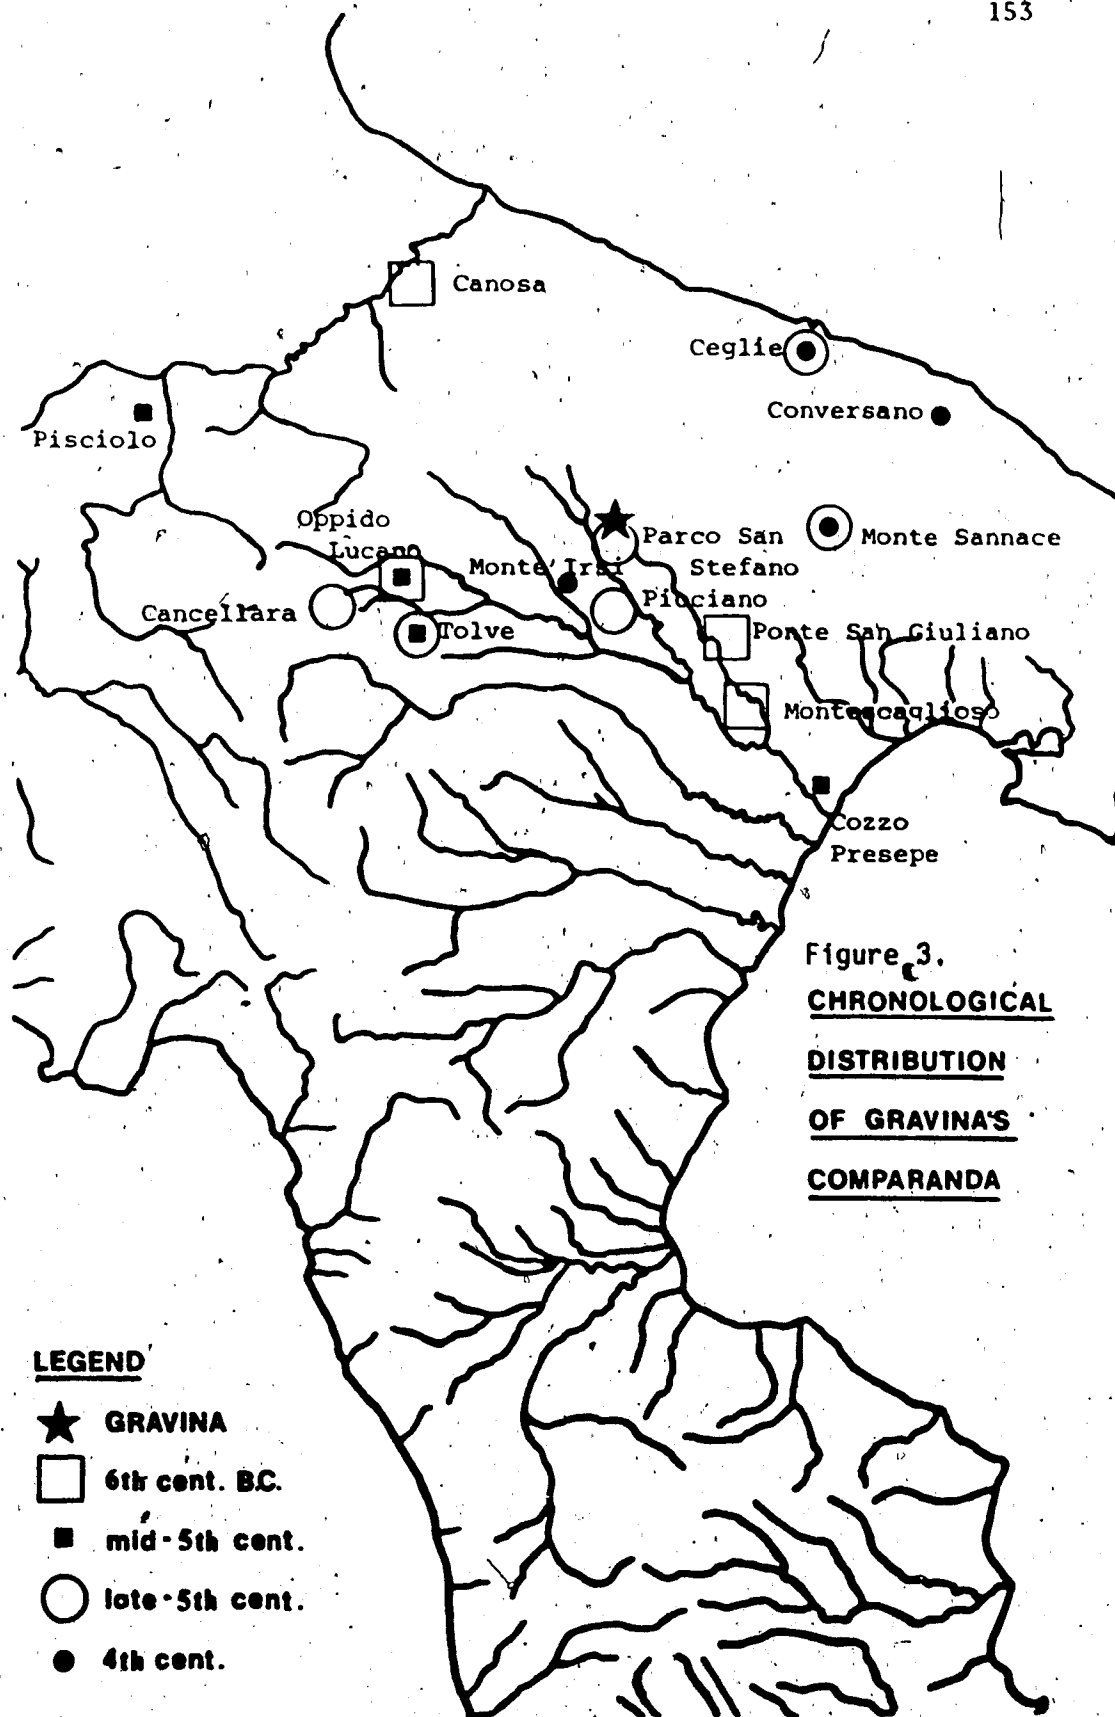 153
Canosa
Ceglie
Conversano
Pisciolo
Oppido
Lucano
Parco San
Stefano
Monte Sannace
Monte Irsi
Cancellara
Picciano
Tolve
Ponte San Giuliano
Montescaglioso
Cozzo
Presepe
Figure 3.
CHRONOLOGICAL
DISTRIBUTION
OF GRAVINA'S
COMPARANDA
LEGEND
GRAVINA
6th cent. B.C.
mid-5th cent.
late-5th cent.
4th cent.